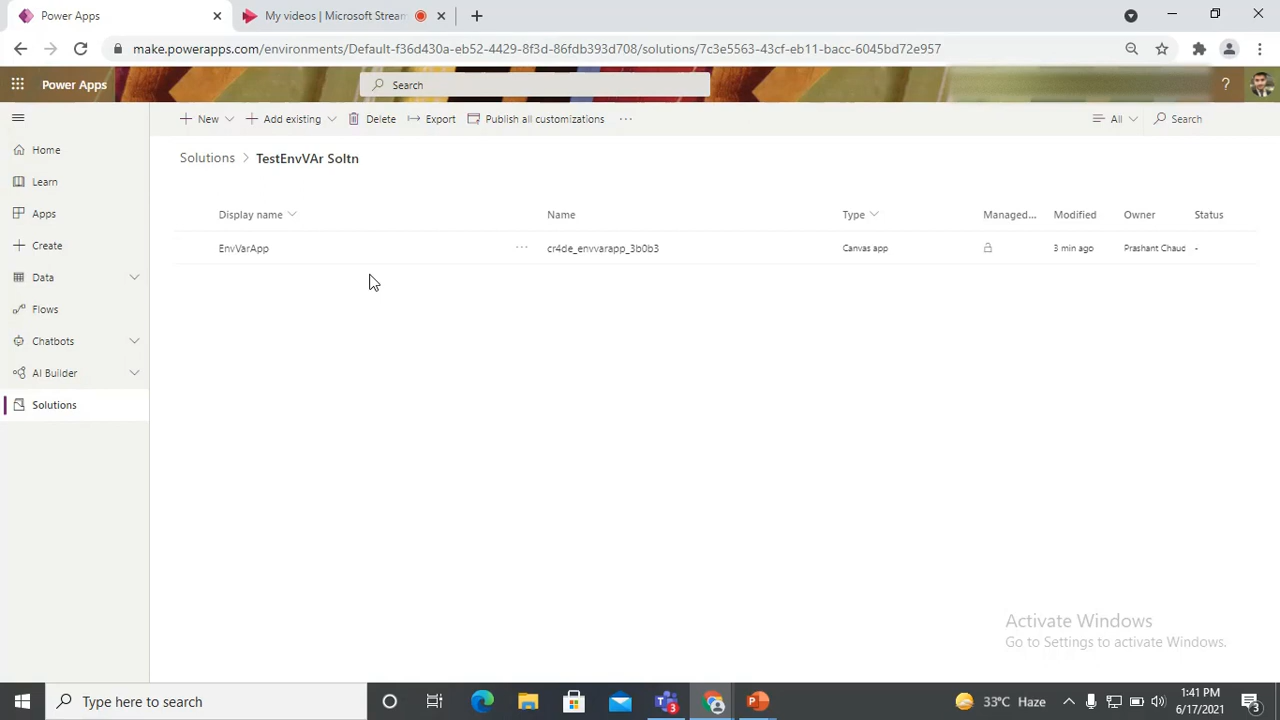 Power Apps
My videos | Microsoft Stream
make.powerapps.com/environments/Default-f36d430a-eb52-4429-8f3d-86fdb393d708/solutions/7c3e5563-43cf-eb11-bacc-6045bd72e957
Power Apps
Search
?
New
Add existing
Delete
Export
Publish all customizations
All
Search
Home
Learn
Apps
Create
Data
Flows
Chatbots
AI Builder
Solutions
Solutions > TestEnvVAr Soltn
Display name Name Type Managed... Modified Owner Status
EnvVarApp ... cr4de_envvarapp_3b0b3 Canvas app 3 min ago Prashant Chaud -
Activate Windows
Go to Settings to activate Windows.
Type here to search
3
33°C Haze
1:41 PM
6/17/2021
3